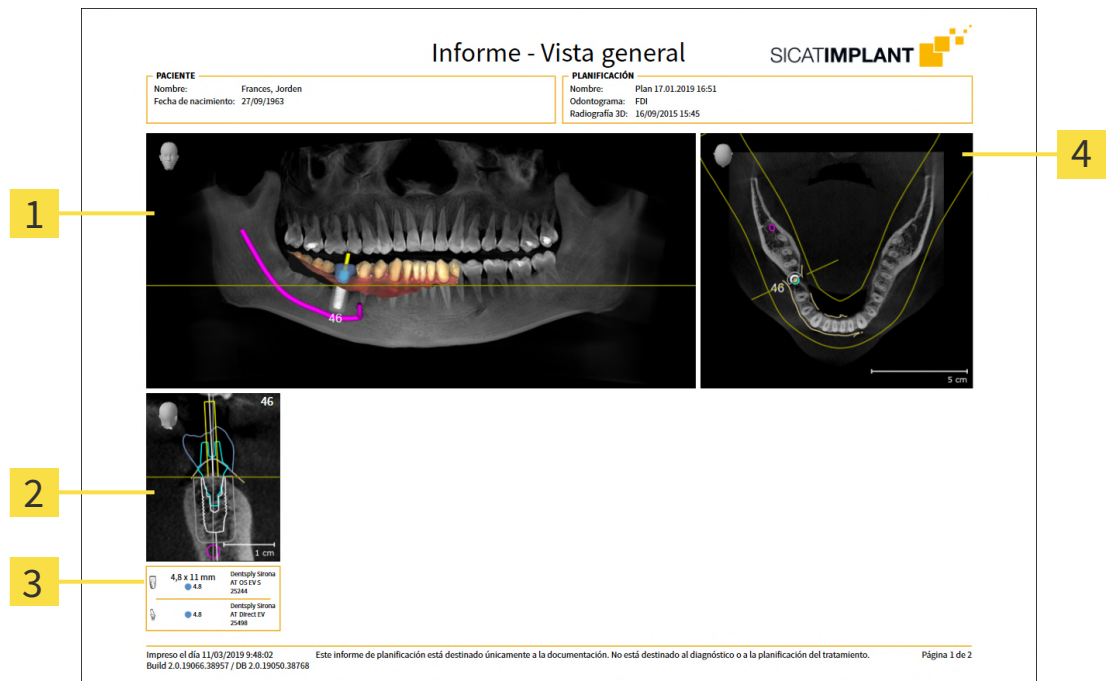 Informe - Vista general
SICATIMPLANT
PACIENTE
Nombre: Frances, Jorden
Fecha de nacimiento: 27/09/1963
PLANIFICACIÓN
Nombre: Plan 17.01.2019 16:51
Odontograma: FDI
Radiografía 3D: 16/09/2015 15:45
1
46
4
46
5 cm
2
46
1 cm
3
4,8 x 11 mm
4.8
Dentsply Sirona
AT OS EV S
25244
4.8
Dentsply Sirona
AT Direct EV
25498
Impreso el día 11/03/2019 9:48:02
Build 2.0.19066.38957 / DB 2.0.19050.38768
Este informe de planificación está destinado únicamente a la documentación. No está destinado al diagnóstico o a la planificación del tratamiento.
Página 1 de 2